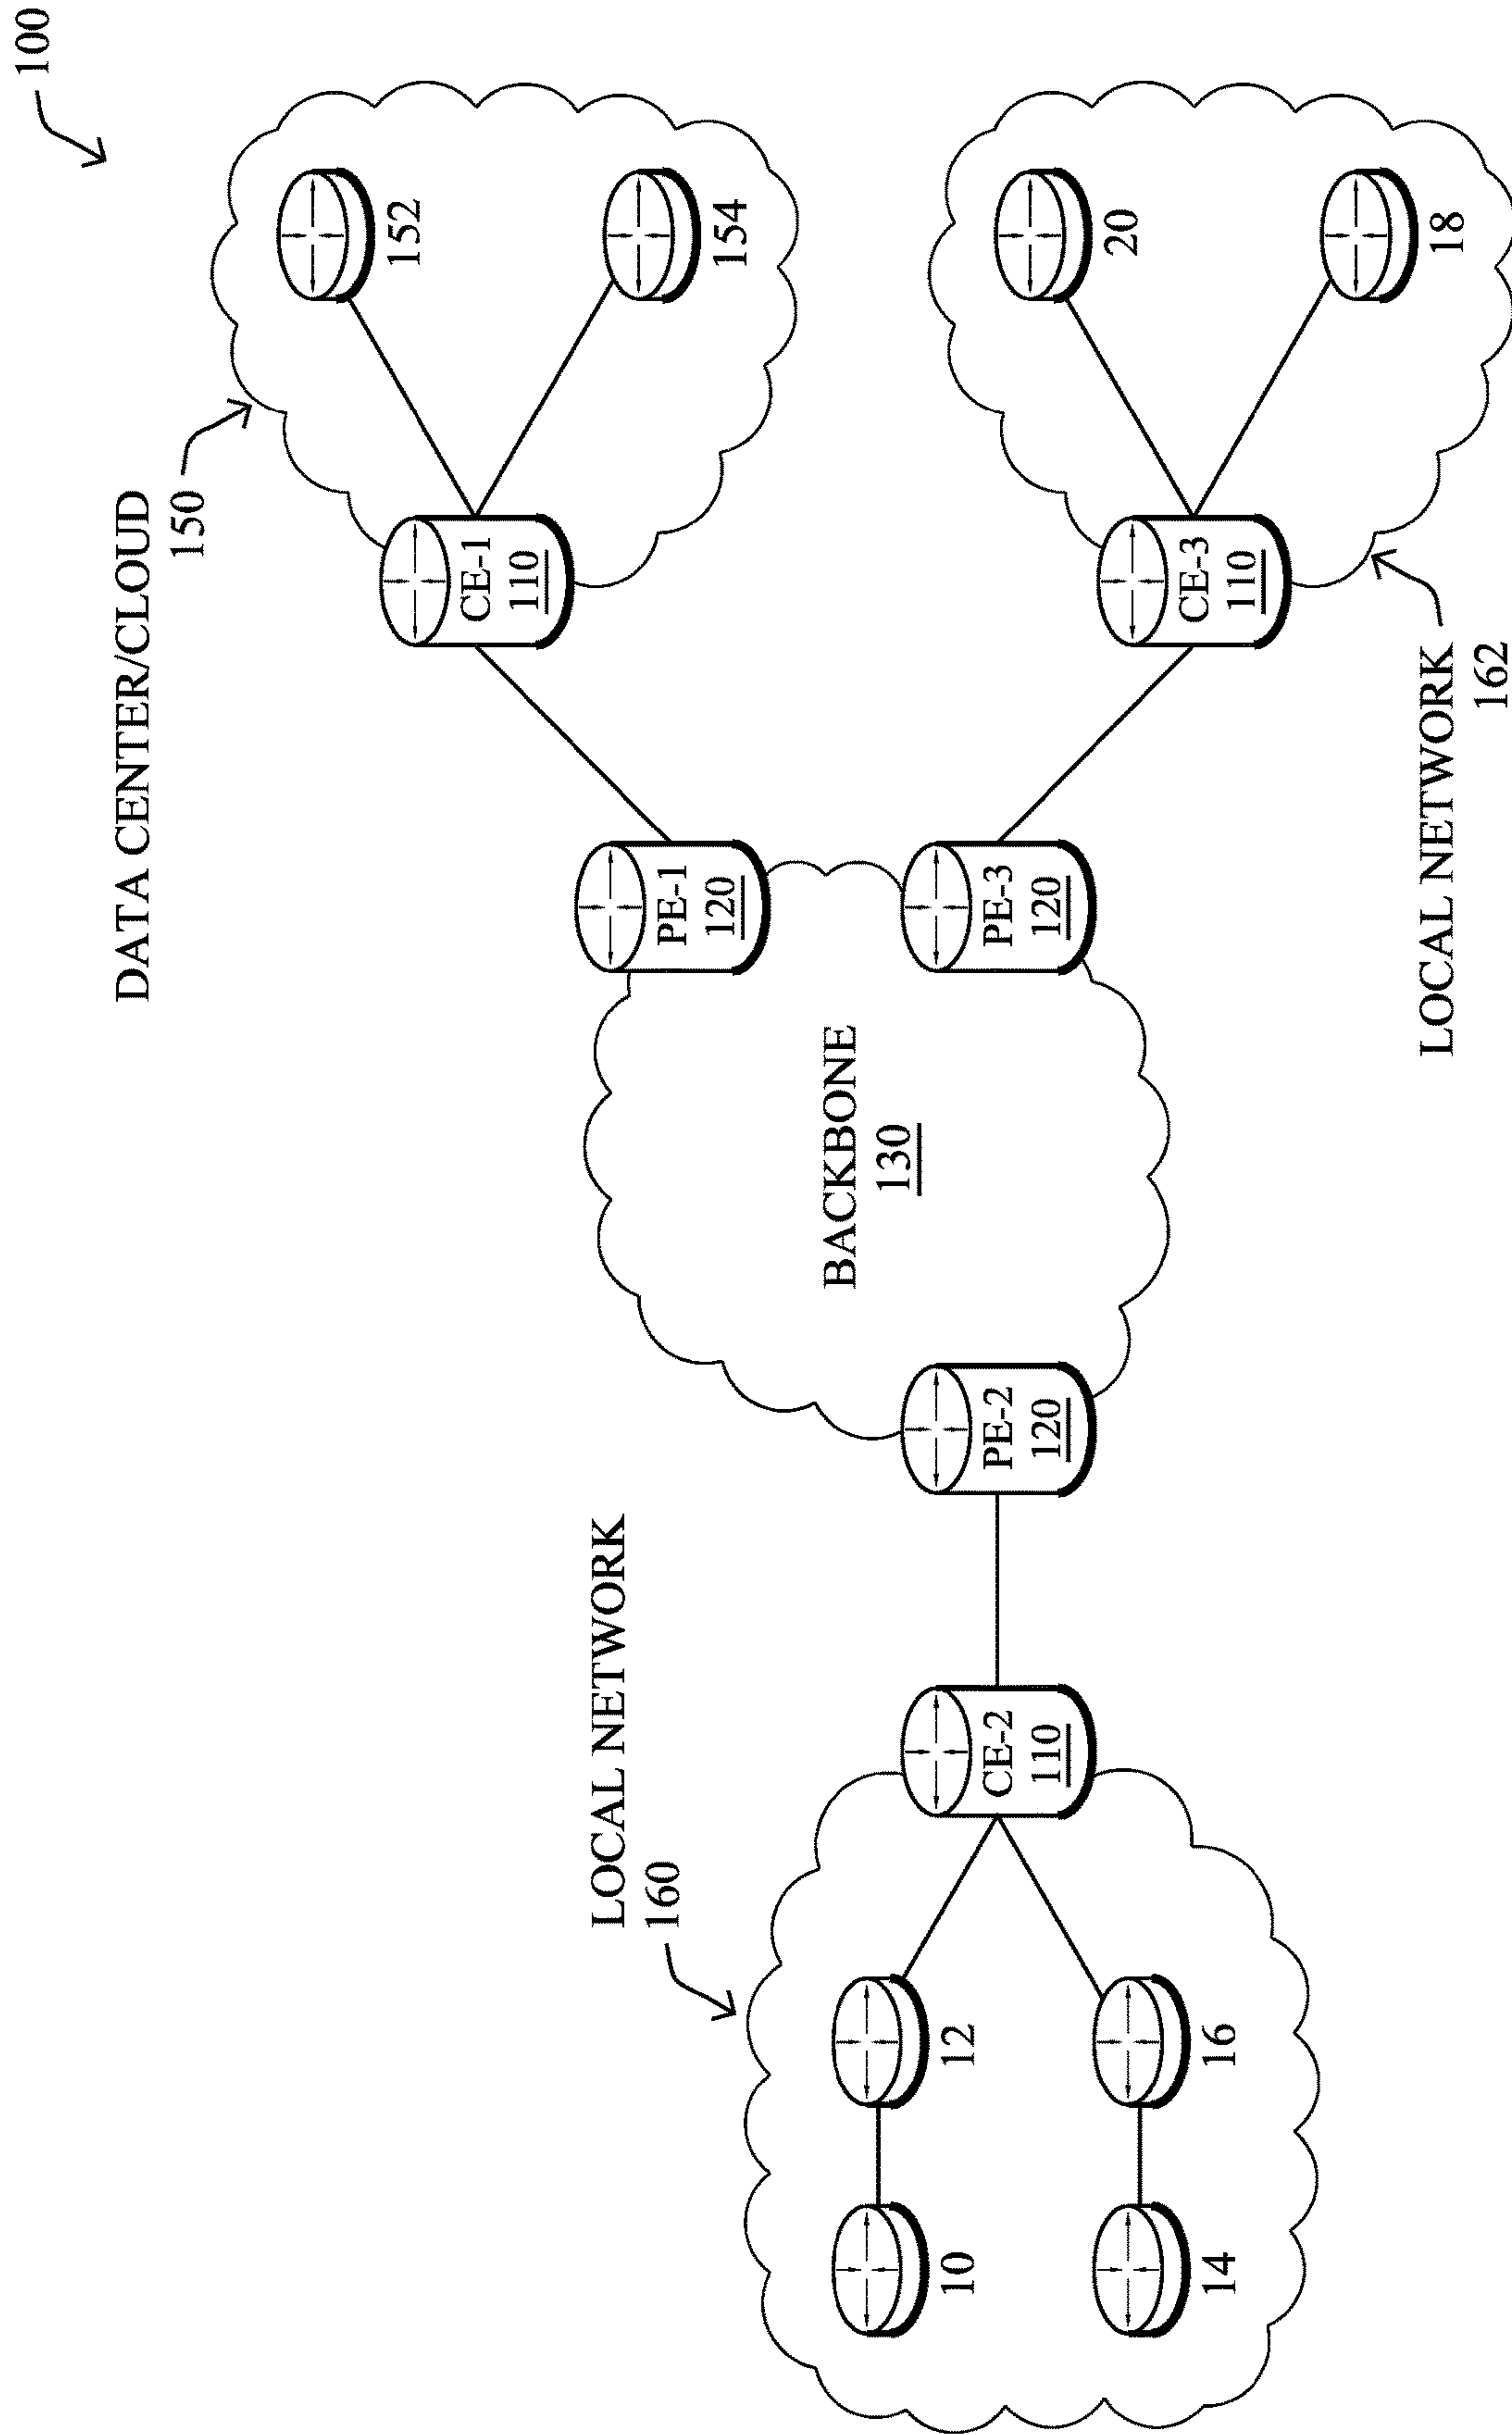 100
DATA CENTER/CLOUD
150
152
154
CE-1
110
PE-1
120
BACKBONE
130
PE-3
120
CE-3
110
20
18
LOCAL NETWORK
162
PE-2
120
LOCAL NETWORK
160
CE-2
110
12
10
16
14